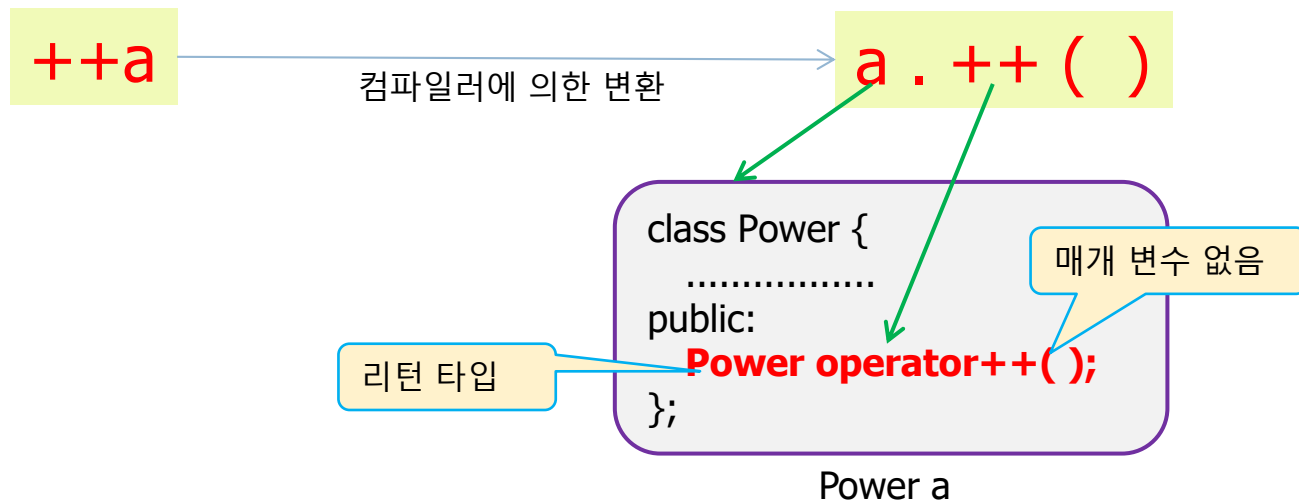 ++a
컴파일러에 의한 변환
a . ++ ( )
class Power {
.................
public:
Power operator++( );
};
매개 변수 없음
리턴 타입
Power a